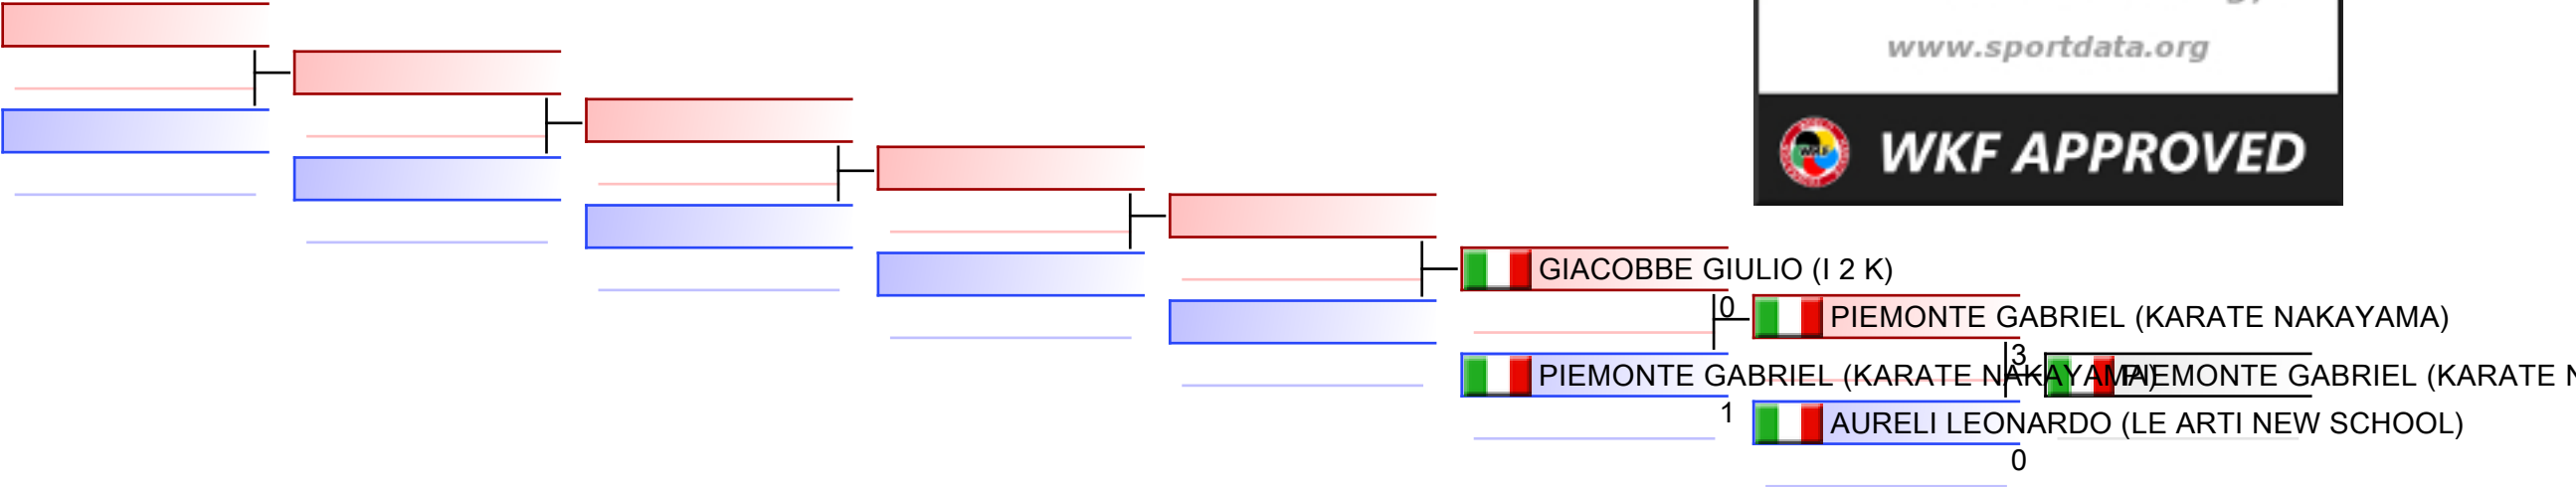 www.sportdata.org
WKF
WKF APPROVED
GIACOBBE GIULIO (I 2 K)
0
PIEMONTE GABRIEL (KARATE NAKAYAMA)
3
PIEMONTE GABRIEL (KARATE NAKAYAMA)
PIEMONTE GABRIEL (KARATE N
1
AURELI LEONARDO (LE ARTI NEW SCHOOL)
0